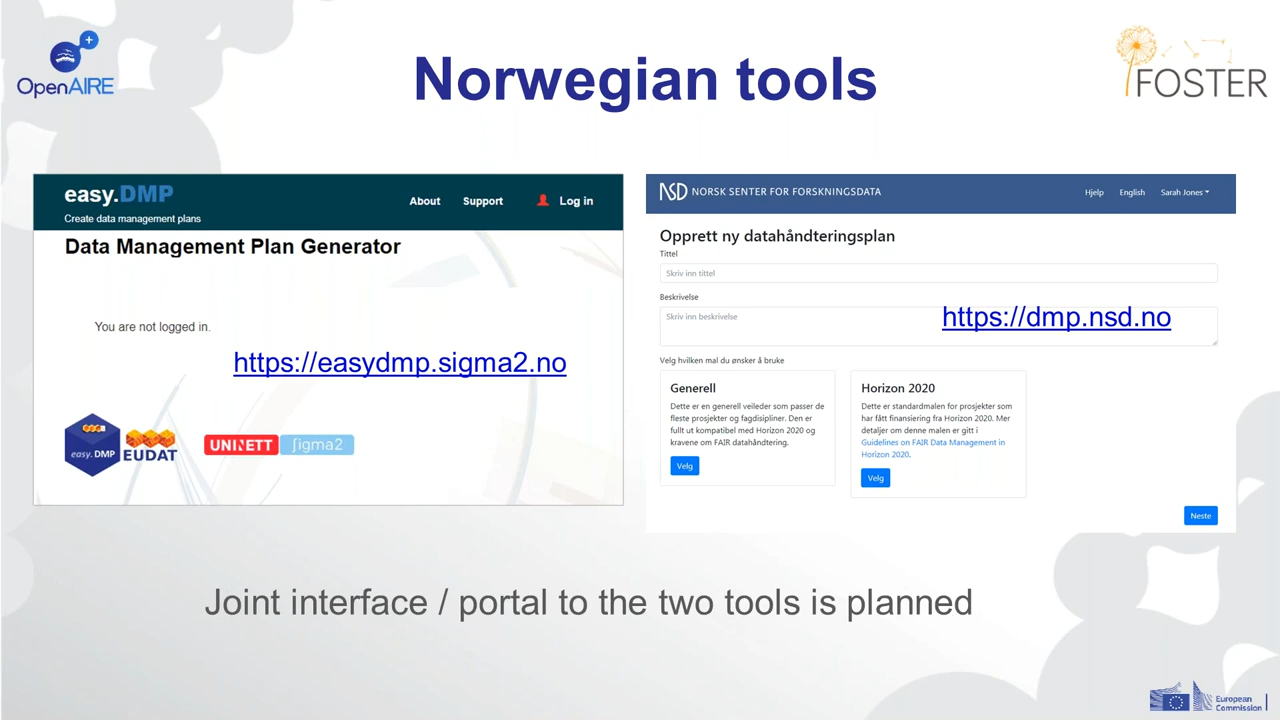 OpenAIRE
Norwegian tools
FOSTER
easy.DMP
Create data management plans
About
Support
Log in
Data Management Plan Generator
You are not logged in.
https://easydmp.sigma2.no
easy.DMP
EUDAT
UNINETT
sigma2
NSD NORSK SENTER FOR FORSKNINGSDATA
Hjelp
English
Sarah Jones
Opprett ny datahåndteringsplan
Tittel
Skriv inn tittel
Beskrivelse
Skriv inn beskrivelse
https://dmp.nsd.no
Velg hvilken mal du ønsker å bruke
Generell
Dette er en generell veileder som passer de
fleste prosjekter og fagdisipliner. Den er
fullt ut kompatibel med Horizon 2020 og
kravene om FAIR datahåndtering.
Velg
Horizon 2020
Dette er standardmalen for prosjekter som
har fått finansiering fra Horizon 2020. Mer
detaljer om denne malen er gitt i
Guidelines on FAIR Data Management in
Horizon 2020.
Velg
Neste
Joint interface / portal to the two tools is planned
European
Commission